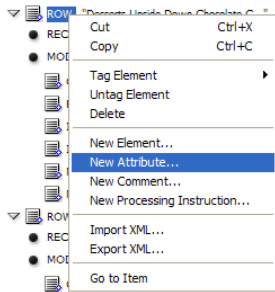 ROW "Desserts Upside Down Chocolate C
Cut Ctrl+X
REC
Copy Ctrl+C
MOD
Tag Element
Untag Element
Delete
New Element...
New Attribute...
New Comment...
New Processing Instruction...
ROW
REC
Import XML...
Export XML...
MOD
Go to Item